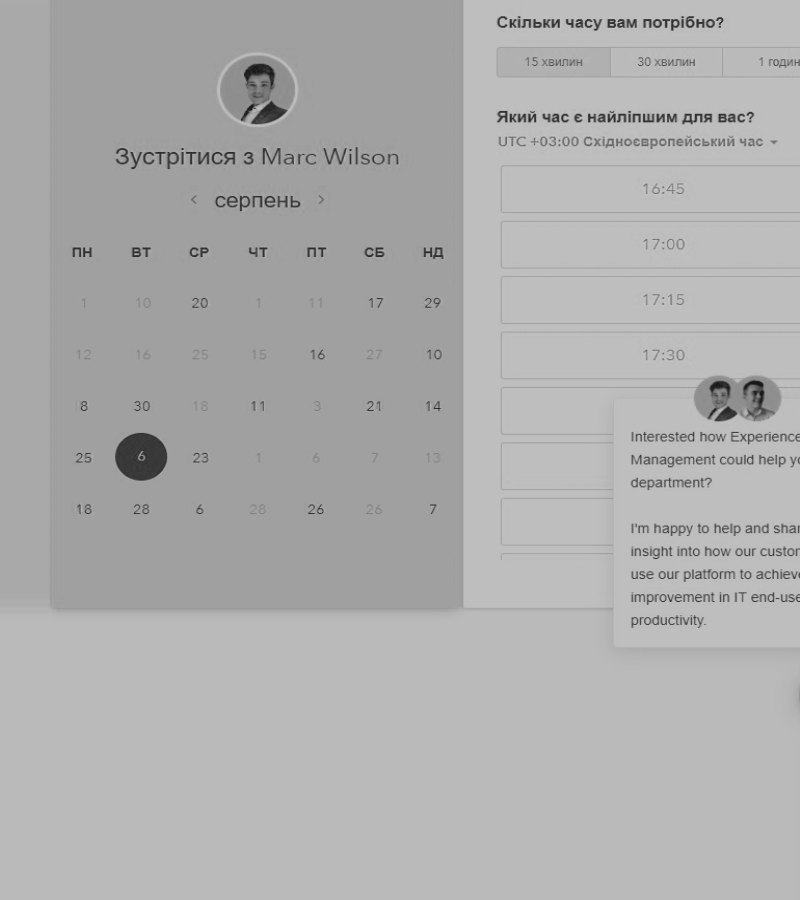 Зустрітися з Marc Wilson
серпень
ПН ВТ СР ЧТ ПТ СБ НД
1 10 20 1 11 17 29
12 16 25 15 16 27 10
8 30 18 11 3 21 14
25 6 23 1 6 7 13
18 28 6 28 26 26 7
Скільки часу вам потрібно?
15 хвилин 30 хвилин 1 годин
Який час є найліпшим для вас?
UTC +03:00 Східноєвропейський час
16:45
17:00
17:15
17:30
Interested how Experience
Management could help yo
department?
I'm happy to help and shar
insight into how our custom
use our platform to achieve
improvement in IT end-use
productivity.